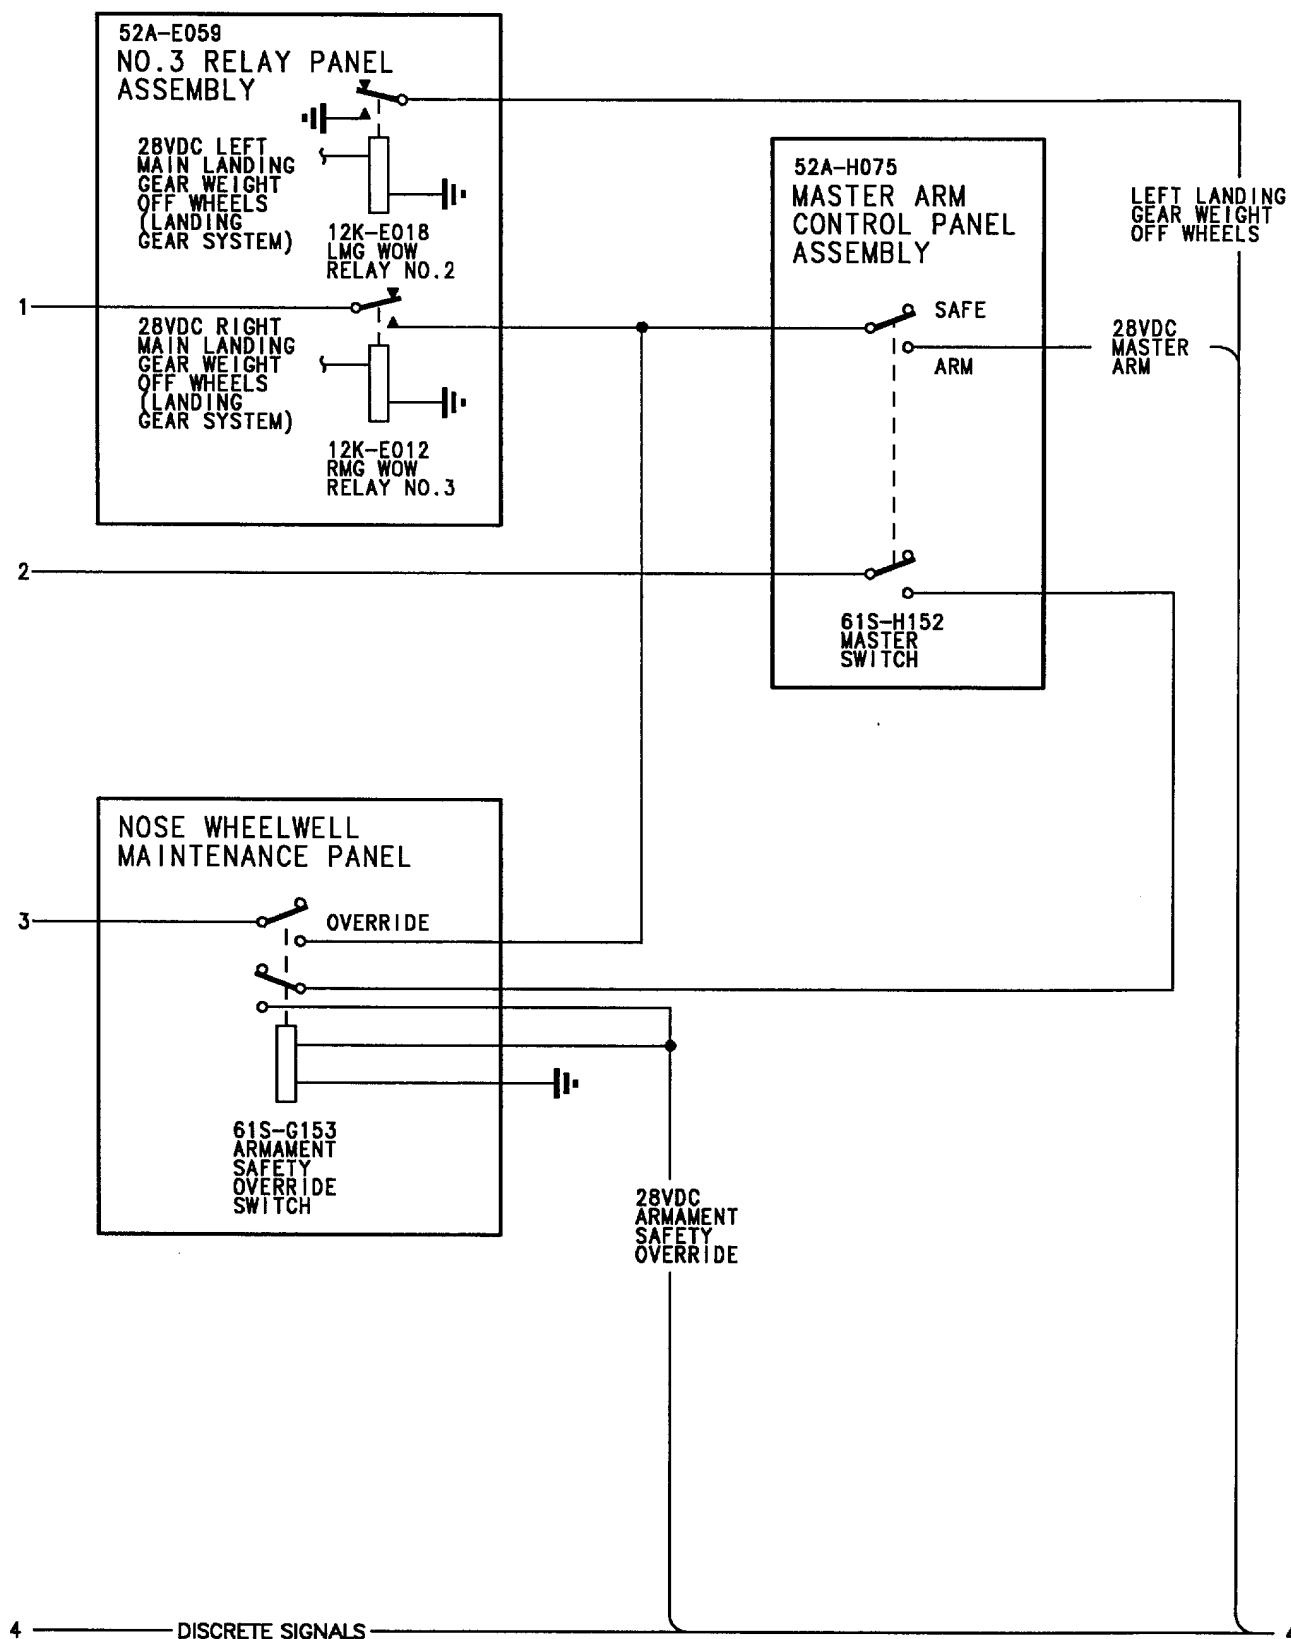 52A-E059
NO.3 RELAY PANEL
ASSEMBLY
28VDC LEFT
MAIN LANDING
GEAR WEIGHT
OFF WHEELS
(LANDING
GEAR SYSTEM)
12K-E018
LMG WOW
RELAY NO.2
1
28VDC RIGHT
MAIN LANDING
GEAR WEIGHT
OFF WHEELS
(LANDING
GEAR SYSTEM)
12K-E012
RMG WOW
RELAY NO.3
52A-H075
MASTER ARM
CONTROL PANEL
ASSEMBLY
SAFE
ARM
LEFT LANDING
GEAR WEIGHT
OFF WHEELS
28VDC
MASTER
ARM
2
61S-H152
MASTER
SWITCH
NOSE WHEELWELL
MAINTENANCE PANEL
3
OVERRIDE
61S-G153
ARMAMENT
SAFETY
OVERRIDE
SWITCH
28VDC
ARMAMENT
SAFETY
OVERRIDE
4 DISCRETE SIGNALS